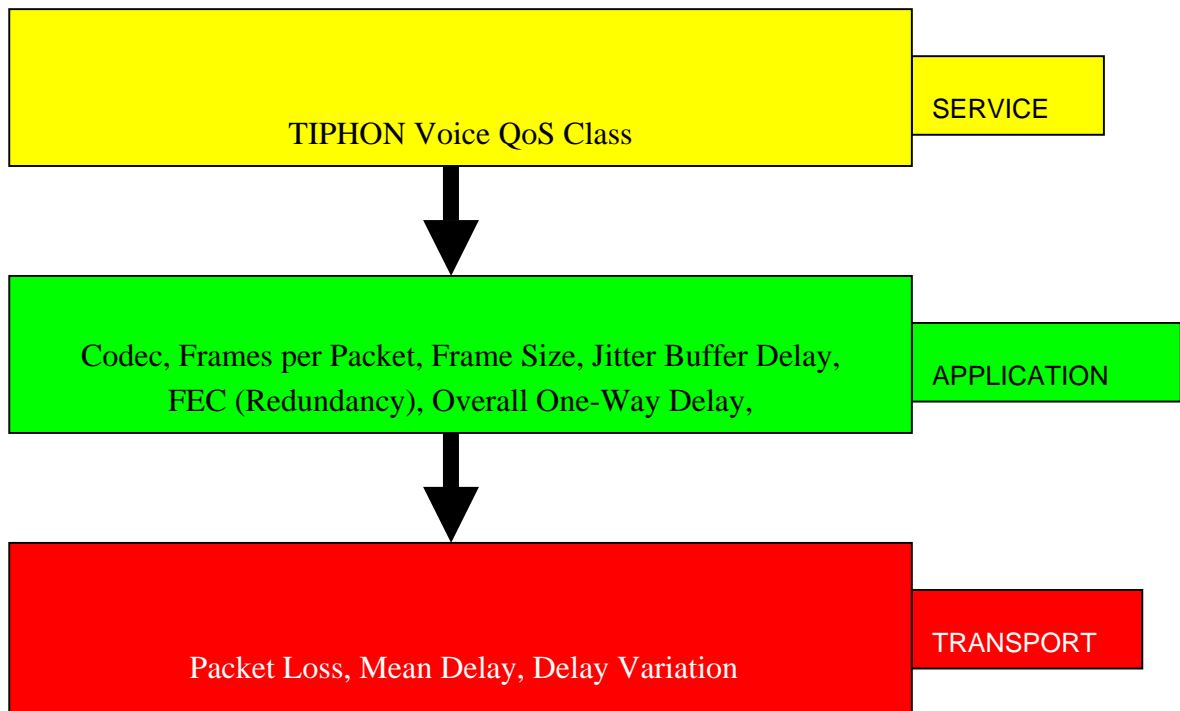 TIPHON Voice QoS Class
SERVICE
Codec, Frames per Packet, Frame Size, Jitter Buffer Delay,
FEC (Redundancy), Overall One-Way Delay,
APPLICATION
Packet Loss, Mean Delay, Delay Variation
TRANSPORT